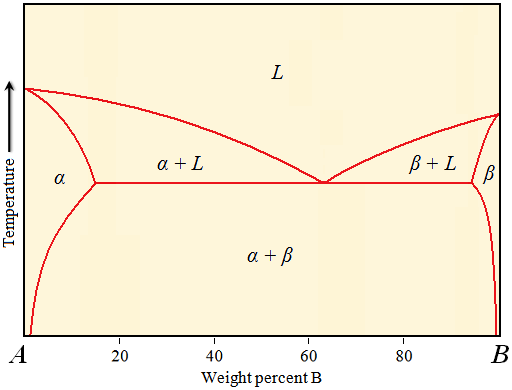 L
α + L
β + L
α
β
α + β
Temperature
A
20
40
60
80
B
Weight percent B